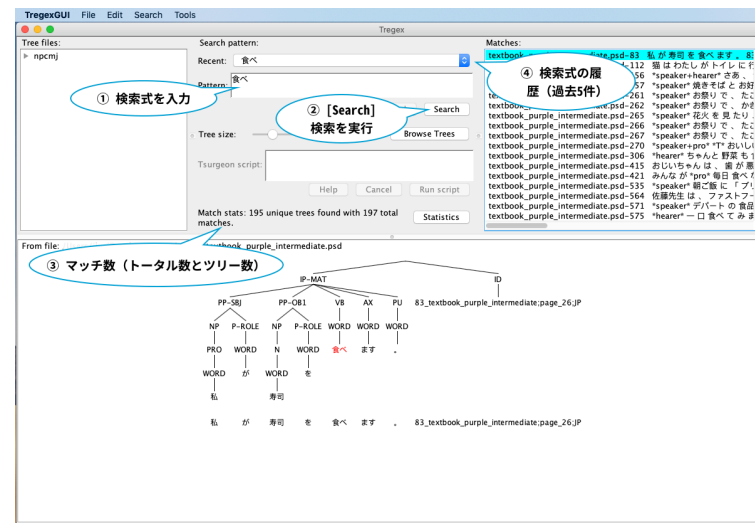 TregexGUI File Edit Search Tools
Tregex
Tree files:
npcmj
Search pattern:
Recent: 食べ
Pattern:
食べ
① 検索式を入力
② [Search]
検索を実行
Search
Tree size:
Browse Trees
Tsurgeon script:
Help Cancel Run script
Match stats: 195 unique trees found with 197 total
matches.
Statistics
Matches:
④ 検索式の履
歴（過去5件）
textbook_purple_intermediate.psd-83 私 が 寿司 を 食べ ます 。
-112 猫 は わたし が トイレ に
*speaker+hearer* さあ 、
*speaker* 焼きそば と お好
-261 *speaker* お祭り で 、 たこ
textbook_purple_intermediate.psd-262 *speaker* お祭り で 、 かき
textbook_purple_intermediate.psd-265 *speaker* 花火 を 見 たり
textbook_purple_intermediate.psd-266 *speaker* お祭り で 、 たこ
textbook_purple_intermediate.psd-267 *speaker* お祭り で 、 たこ
textbook_purple_intermediate.psd-270 *speaker+pro* *T* おいし
textbook_purple_intermediate.psd-306 *hearer* ちゃんと 野菜 も
textbook_purple_intermediate.psd-415 おじいちゃん は 、 歯 が 悪
textbook_purple_intermediate.psd-421 みんな が *pro* 毎日 食べ
textbook_purple_intermediate.psd-535 *speaker* 朝ご飯 に 「
textbook_purple_intermediate.psd-564 佐藤先生 は 、 ファストフー
textbook_purple_intermediate.psd-571 *speaker* デパート の 食品
textbook_purple_intermediate.psd-575 *hearer* 一 口 食べ て み
From file:
textbook_purple_intermediate.psd
③ マッチ数（トータル数とツリー数）
IP-MAT ID
PP-SBJ PP-OB1 VB AX PU 83_textbook_purple_intermediate;page_26;JP
NP P-ROLE NP P-ROLE WORD WORD WORD
PRO WORD N WORD 食べ ます 。
WORD が WORD を
私 寿司
私 が 寿司 を 食べ ます 。 83_textbook_purple_intermediate;page_26;JP